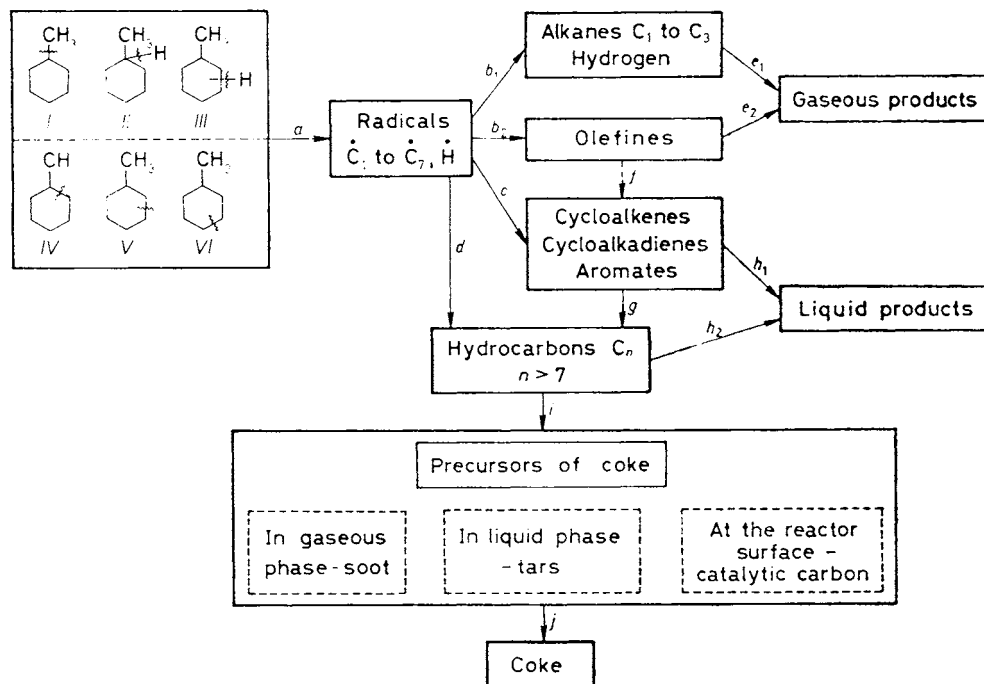 CH₃ CH₃ CH₃
H H
I II III
CH CH₃ CH₃
IV V VI
a
Radicals
Ċ₁ to Ċ₇, Ḣ
b₁
b₂
c
d
Alkanes C₁ to C₃
Hydrogen
Olefines
e₁
e₂
Gaseous products
f
Cycloalkenes
Cycloalkadienes
Aromates
g
h₁
h₂
Liquid products
Hydrocarbons Cₙ
n > 7
i
Precursors of coke
In gaseous
phase - soot
In liquid phase
- tars
At the reactor
surface -
catalytic carbon
j
Coke